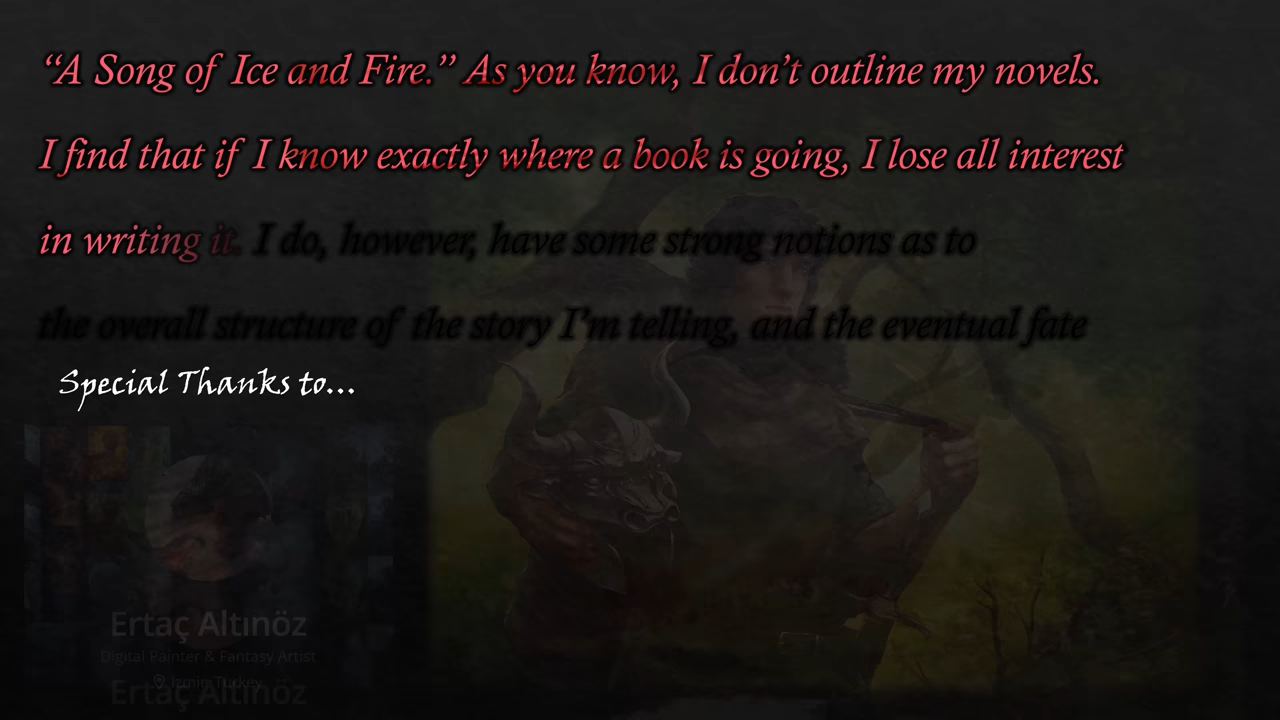 “A Song of Ice and Fire.” As you know, I don’t outline my novels.
I find that if I know exactly where a book is going, I lose all interest
in writing it. I do, however, have some strong notions as to
the overall structure of the story I’m telling, and the eventual fate
Special Thanks to...
Ertaç Altınöz
Digital Painter & Fantasy Artist
Izmir, Turkey
Ertaç Altınöz